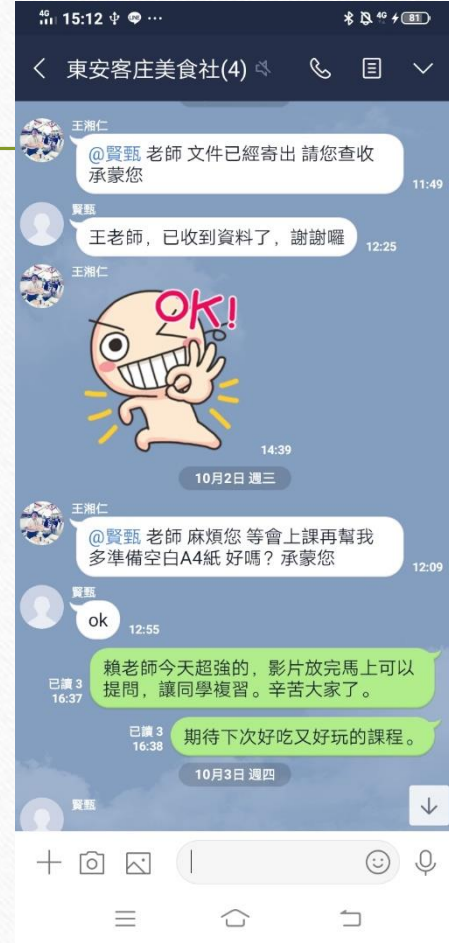 4G 15:12 ... 4G 81
東安客庄美食社(4)
王湘仁
@賢甄 老師 文件已經寄出 請您查收
承蒙您
11:49
賢甄
王老師，已收到資料了，謝謝囉
12:25
王湘仁
OK!
14:39
10月2日 週三
王湘仁
@賢甄 老師 麻煩您 等會上課再幫我
多準備空白A4紙 好嗎？承蒙您
12:09
賢甄
ok
12:55
賴老師今天超強的，影片放完馬上可以
提問，讓同學複習。辛苦大家了。
已讀 3
16:37
期待下次好吃又好玩的課程。
已讀 3
16:38
10月3日 週四
賢甄